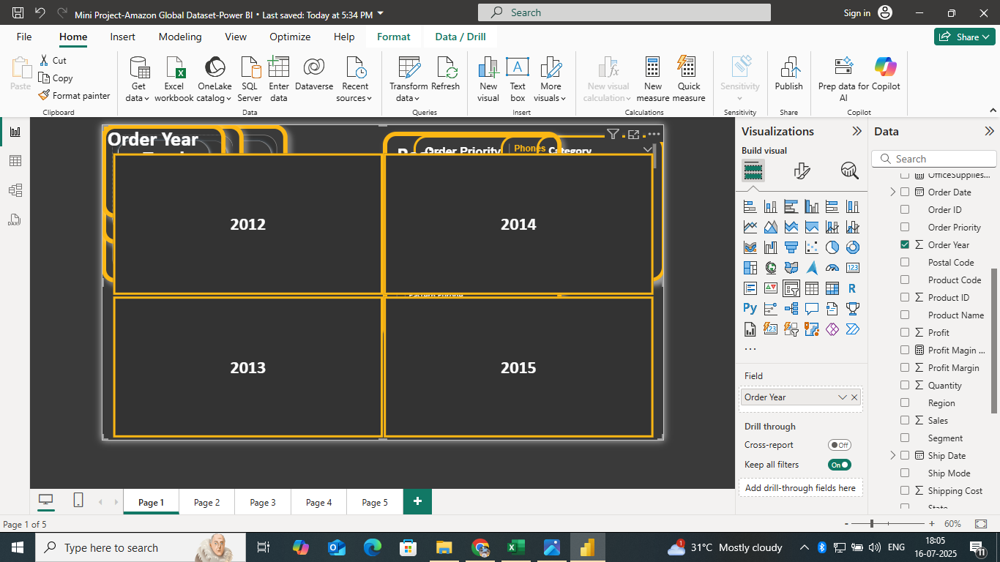 Mini Project-Amazon Global Dataset-Power BI • Last saved: Today at 5:34 PM
Search
Sign in
File
Home
Insert
Modeling
View
Optimize
Help
Format
Data / Drill
Share
Paste
Cut
Copy
Format painter
Clipboard
Get data
Excel workbook
OneLake catalog
SQL Server
Enter data
Dataverse
Recent sources
Data
Transform data
Refresh
Queries
New visual
Text box
More visuals
Insert
New visual calculation
New measure
Quick measure
Calculations
Sensitivity
Sensitivity
Publish
Share
Prep data for AI
Copilot
Copilot
Order Year
Order Priority
Phones
Category
2012
2014
2013
2015
Visualizations
Build visual
Field
Order Year
Drill through
Cross-report
Off
Keep all filters
On
Add drill-through fields here
Data
Search
OfficeSupplies...
Order Date
Order ID
Order Priority
Order Year
Postal Code
Product Code
Product ID
Product Name
Profit
Profit Magin ...
Profit Margin
Quantity
Region
Sales
Segment
Ship Date
Ship Mode
Shipping Cost
State
Page 1
Page 2
Page 3
Page 4
Page 5
Page 1 of 5
60%
Type here to search
31°C Mostly cloudy
ENG
18:05
16-07-2025
11